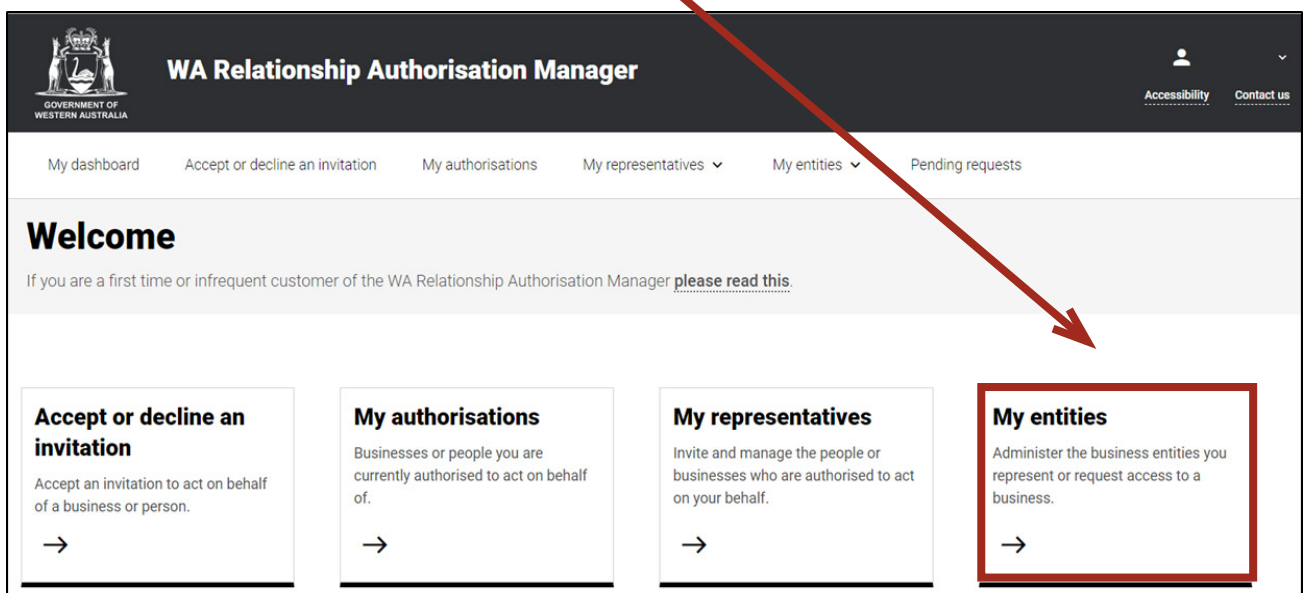 WA Relationship Authorisation Manager
GOVERNMENT OF
WESTERN AUSTRALIA
Accessibility Contact us
My dashboard Accept or decline an invitation My authorisations My representatives My entities Pending requests
Welcome
If you are a first time or infrequent customer of the WA Relationship Authorisation Manager please read this.
Accept or decline an
invitation
Accept an invitation to act on behalf
of a business or person.
My authorisations
Businesses or people you are
currently authorised to act on behalf
of.
My representatives
Invite and manage the people or
businesses who are authorised to act
on your behalf.
My entities
Administer the business entities you
represent or request access to a
business.